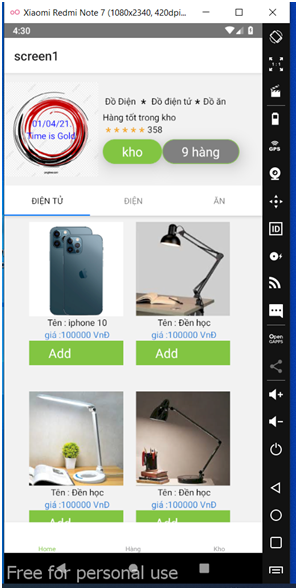 Xiaomi Redmi Note 7 (1080x2340, 420dpi...
4:30
screen1
01/04/21
Time is Gold
Đồ Điện ★ Đồ điện tử ★ Đồ ăn
Hàng tốt trong kho
★★★★★ 358
kho
9 hàng
ĐIỆN TỬ
ĐIỆN
ĂN
Tên : iphone 10
giá :100000 VnĐ
Add
Tên : Đèn học
giá :100000 VnĐ
Add
Tên : Đèn học
giá :100000 VnĐ
Add
Tên : Đèn học
giá :100000 VnĐ
Add
Home
Hàng
Kho
Free for personal use
GPS
ID
Open
GAPPS